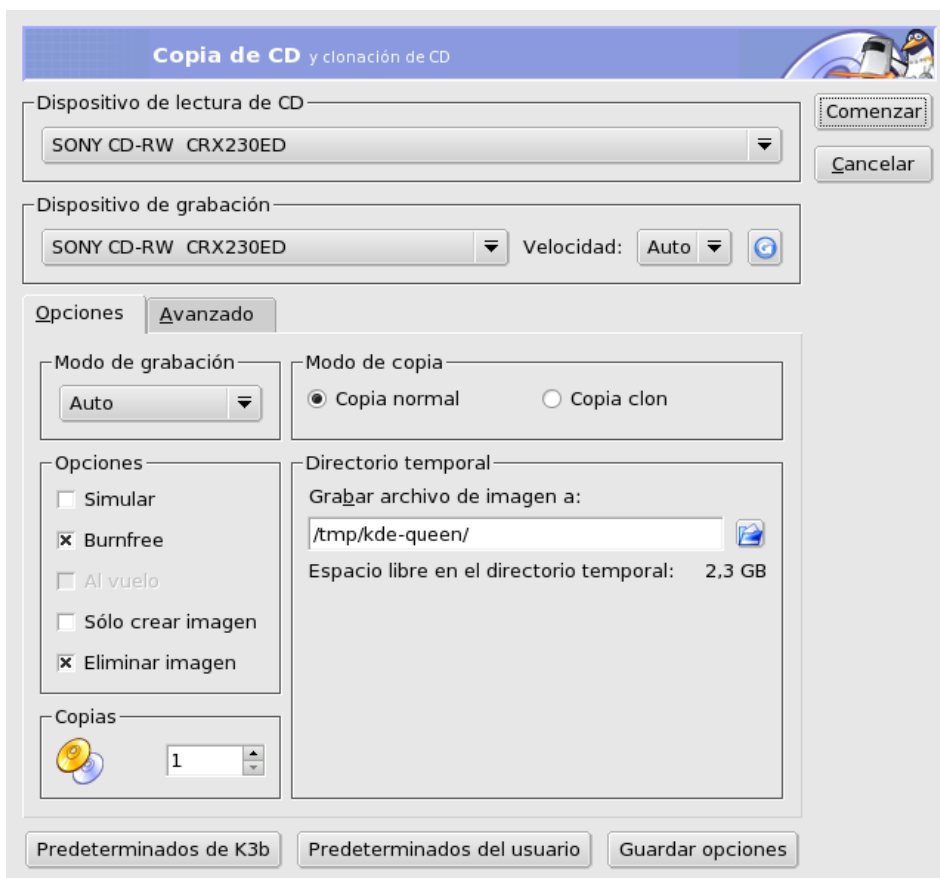 Copia de CD y clonación de CD
Dispositivo de lectura de CD
SONY CD-RW CRX230ED
Comenzar
Cancelar
Dispositivo de grabación
SONY CD-RW CRX230ED
Velocidad:
Auto
Opciones
Avanzado
Modo de grabación
Auto
Modo de copia
Copia normal
Copia clon
Opciones
Simular
Burnfree
Al vuelo
Sólo crear imagen
Eliminar imagen
Directorio temporal
Grabar archivo de imagen a:
/tmp/kde-queen/
Espacio libre en el directorio temporal: 2,3 GB
Copias
1
Predeterminados de K3b
Predeterminados del usuario
Guardar opciones